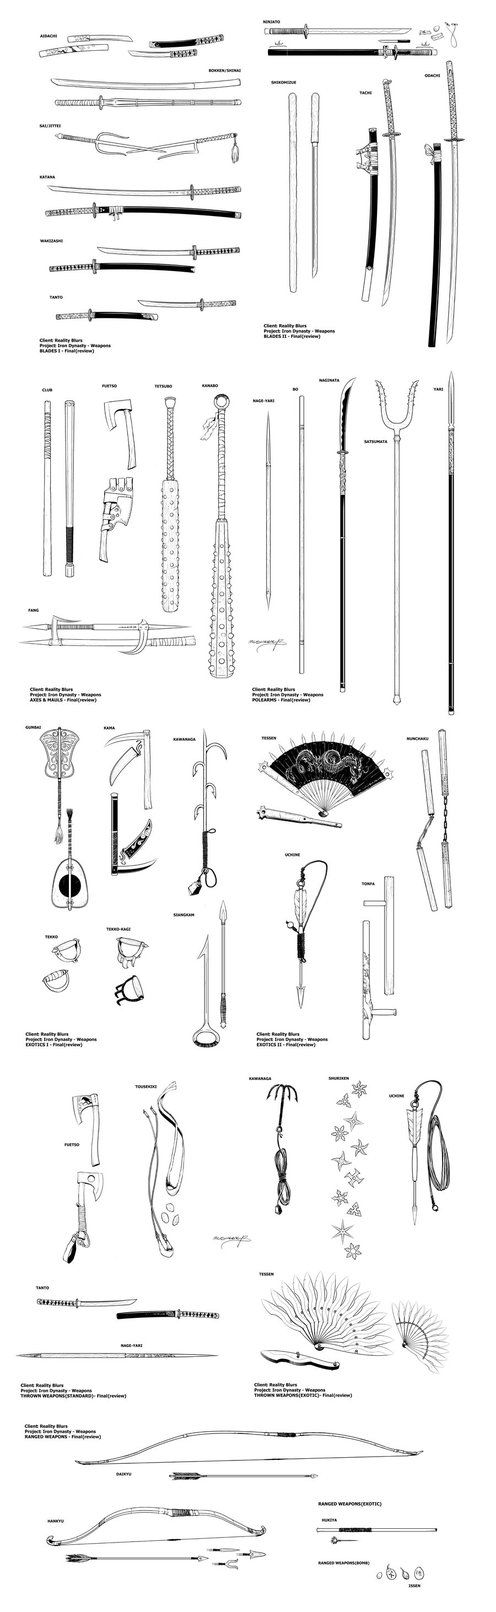 AIDACHI
BOKKEN/SHINAI
SAI/JITTEI
KATANA
WAKIZASHI
TANTO
Client: Reality Blurs
Project: Iron Dynasty - Weapons
BLADES I - Final(review)
NINJATO
SHIKOMIZUE
TACHI
ODACHI
Client: Reality Blurs
Project: Iron Dynasty - Weapons
BLADES II - Final(review)
CLUB
FUETSO
TETSUBO
KANABO
FANG
Client: Reality Blurs
Project: Iron Dynasty - Weapons
AXES & MAULS - Final(review)
NAGE-YARI
BO
NAGINATA
SATSUMATA
YARI
Client: Reality Blurs
Project: Iron Dynasty - Weapons
POLEARMS - Final(review)
GUNBAI
KAMA
KAWANAGA
TEKKO
TEKKO-KAGI
SIANGKAM
Client: Reality Blurs
Project: Iron Dynasty - Weapons
EXOTICS I - Final(review)
TESSEN
NUNCHAKU
UCHINE
TONFA
Client: Reality Blurs
Project: Iron Dynasty - Weapons
EXOTICS II - Final(review)
FUETSO
TOUSEKIKI
TANTO
NAGE-YARI
Client: Reality Blurs
Project: Iron Dynasty - Weapons
THROWN WEAPONS(STANDARD)- Final(review)
KAWANAGA
SHURIKEN
UCHINE
TESSEN
Client: Reality Blurs
Project: Iron Dynasty - Weapons
THROWN WEAPONS(EXOTIC)- Final(review)
Client: Reality Blurs
Project: Iron Dynasty - Weapons
RANGED WEAPONS - Final(review)
DAIKYU
HANKYU
RANGED WEAPONS(EXOTIC)
FUKIYA
RANGED WEAPONS(BOMB)
ISSEN